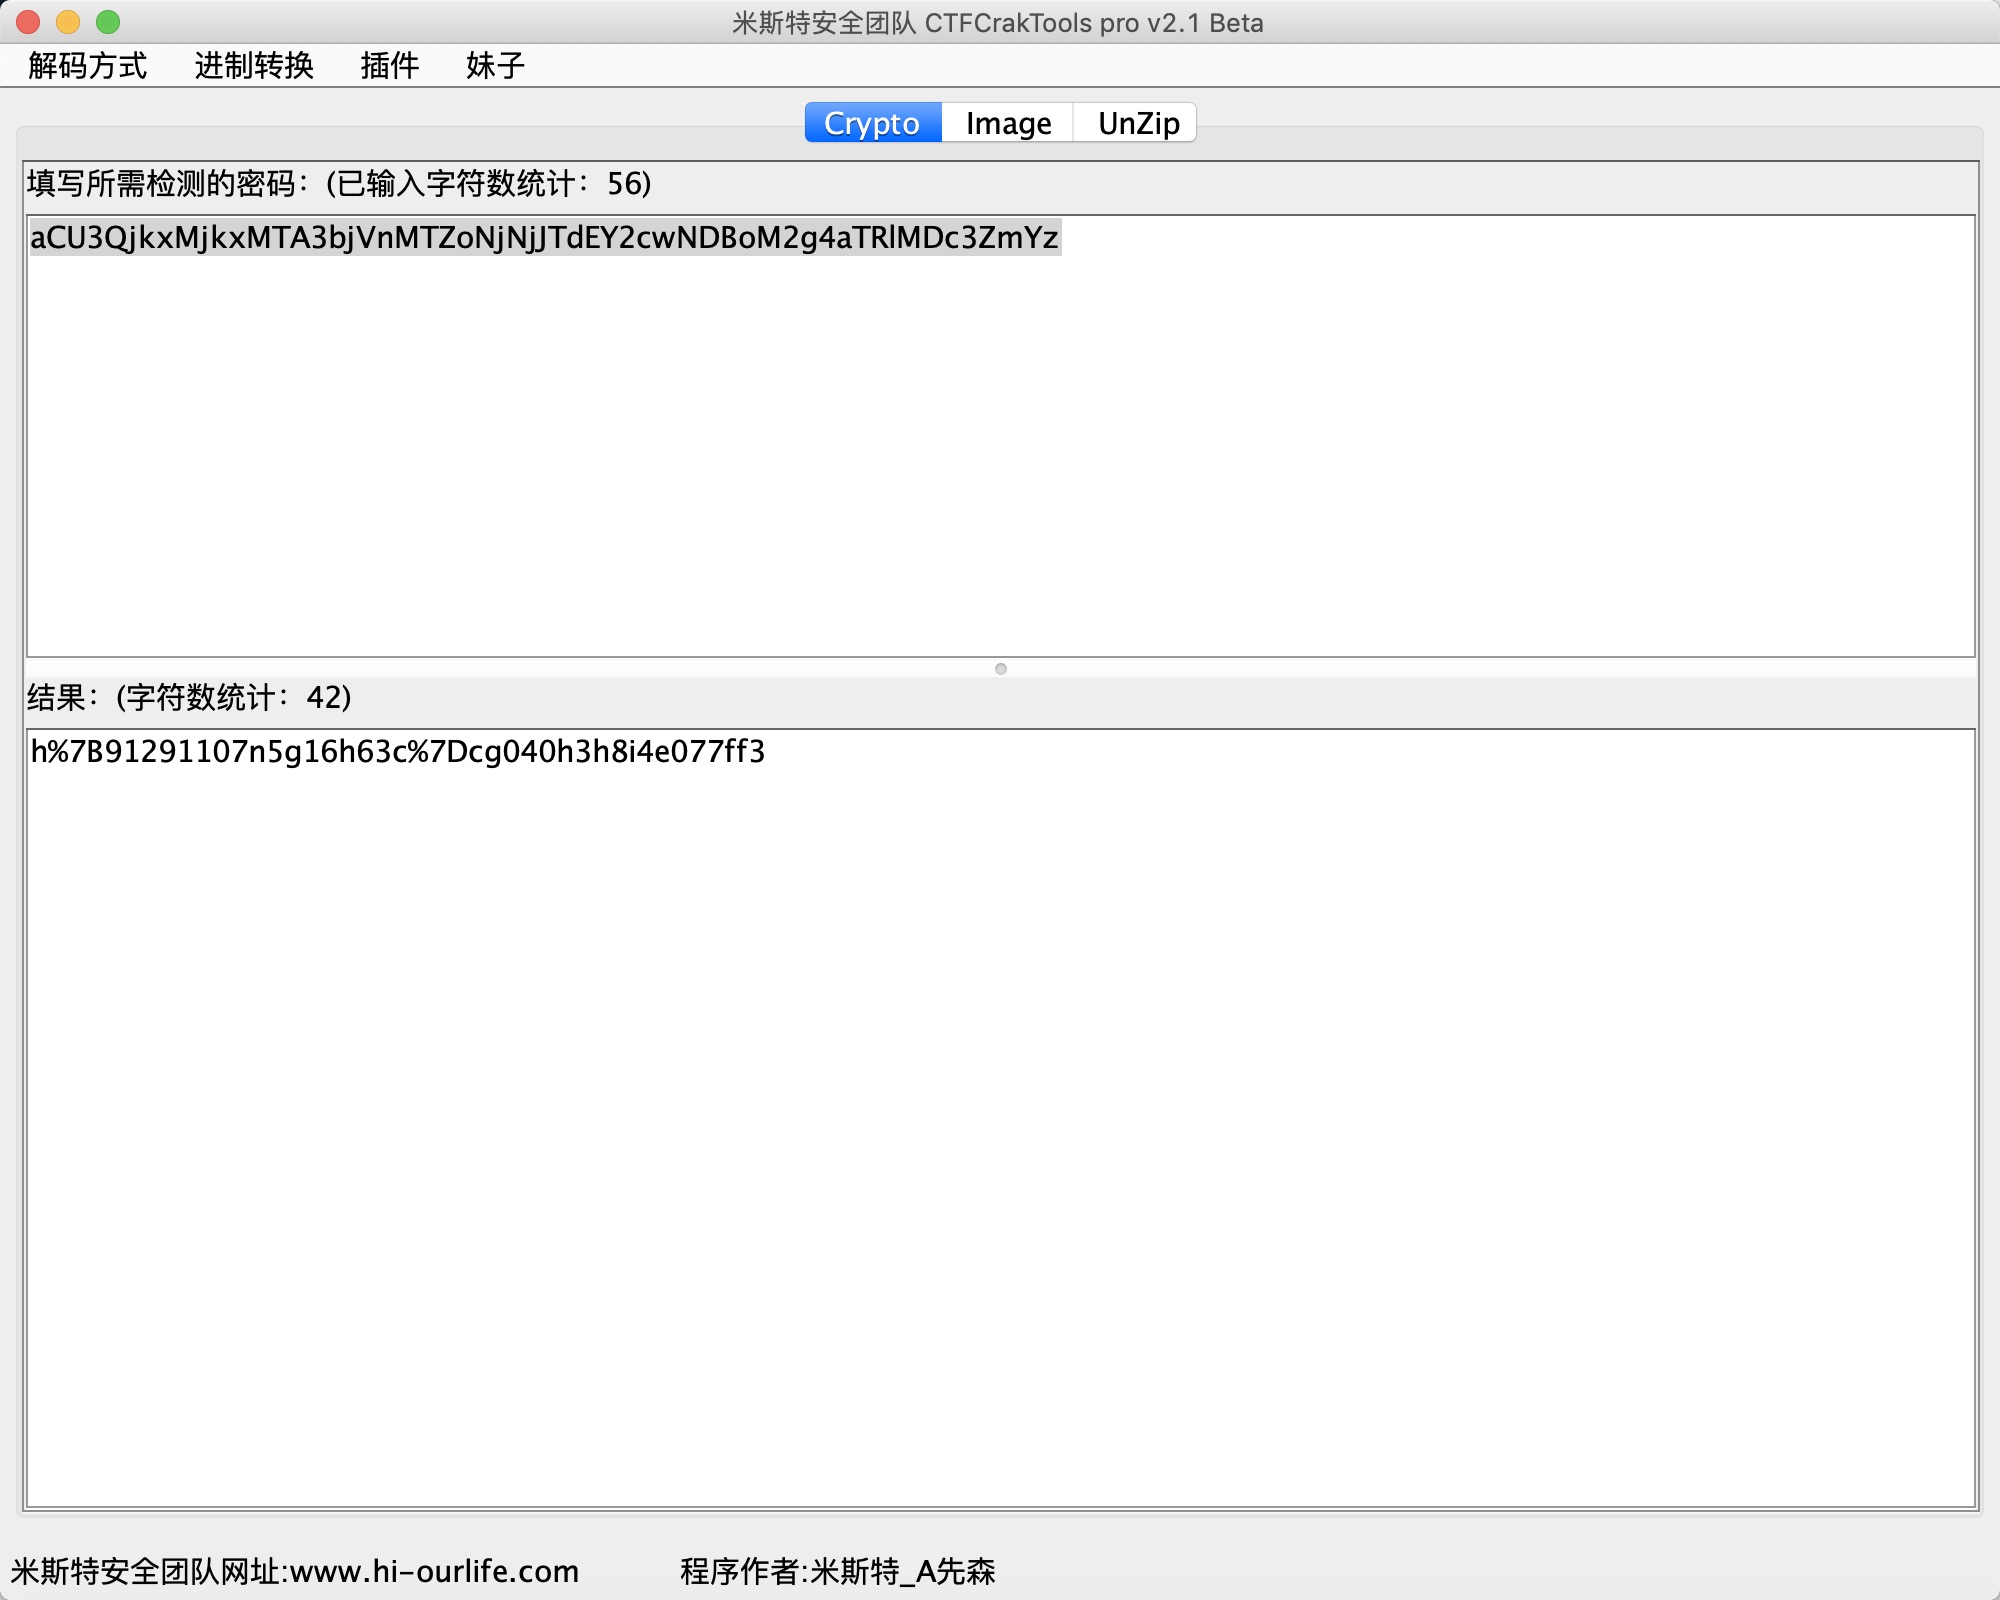 米斯特安全团队 CTFCrakTools pro v2.1 Beta
解码方式 进制转换 插件 妹子
Crypto Image UnZip
填写所需检测的密码：(已输入字符数统计：56)
aCU3QjkxMjkxMTA3bjVnMTZoNjNjJTdEY2cwNDBoM2g4aTRlMDc3ZmYz
结果：(字符数统计：42)
h%7B91291107n5g16h63c%7Dcg040h3h8i4e077ff3
米斯特安全团队网址:www.hi-ourlife.com 程序作者:米斯特_A先森